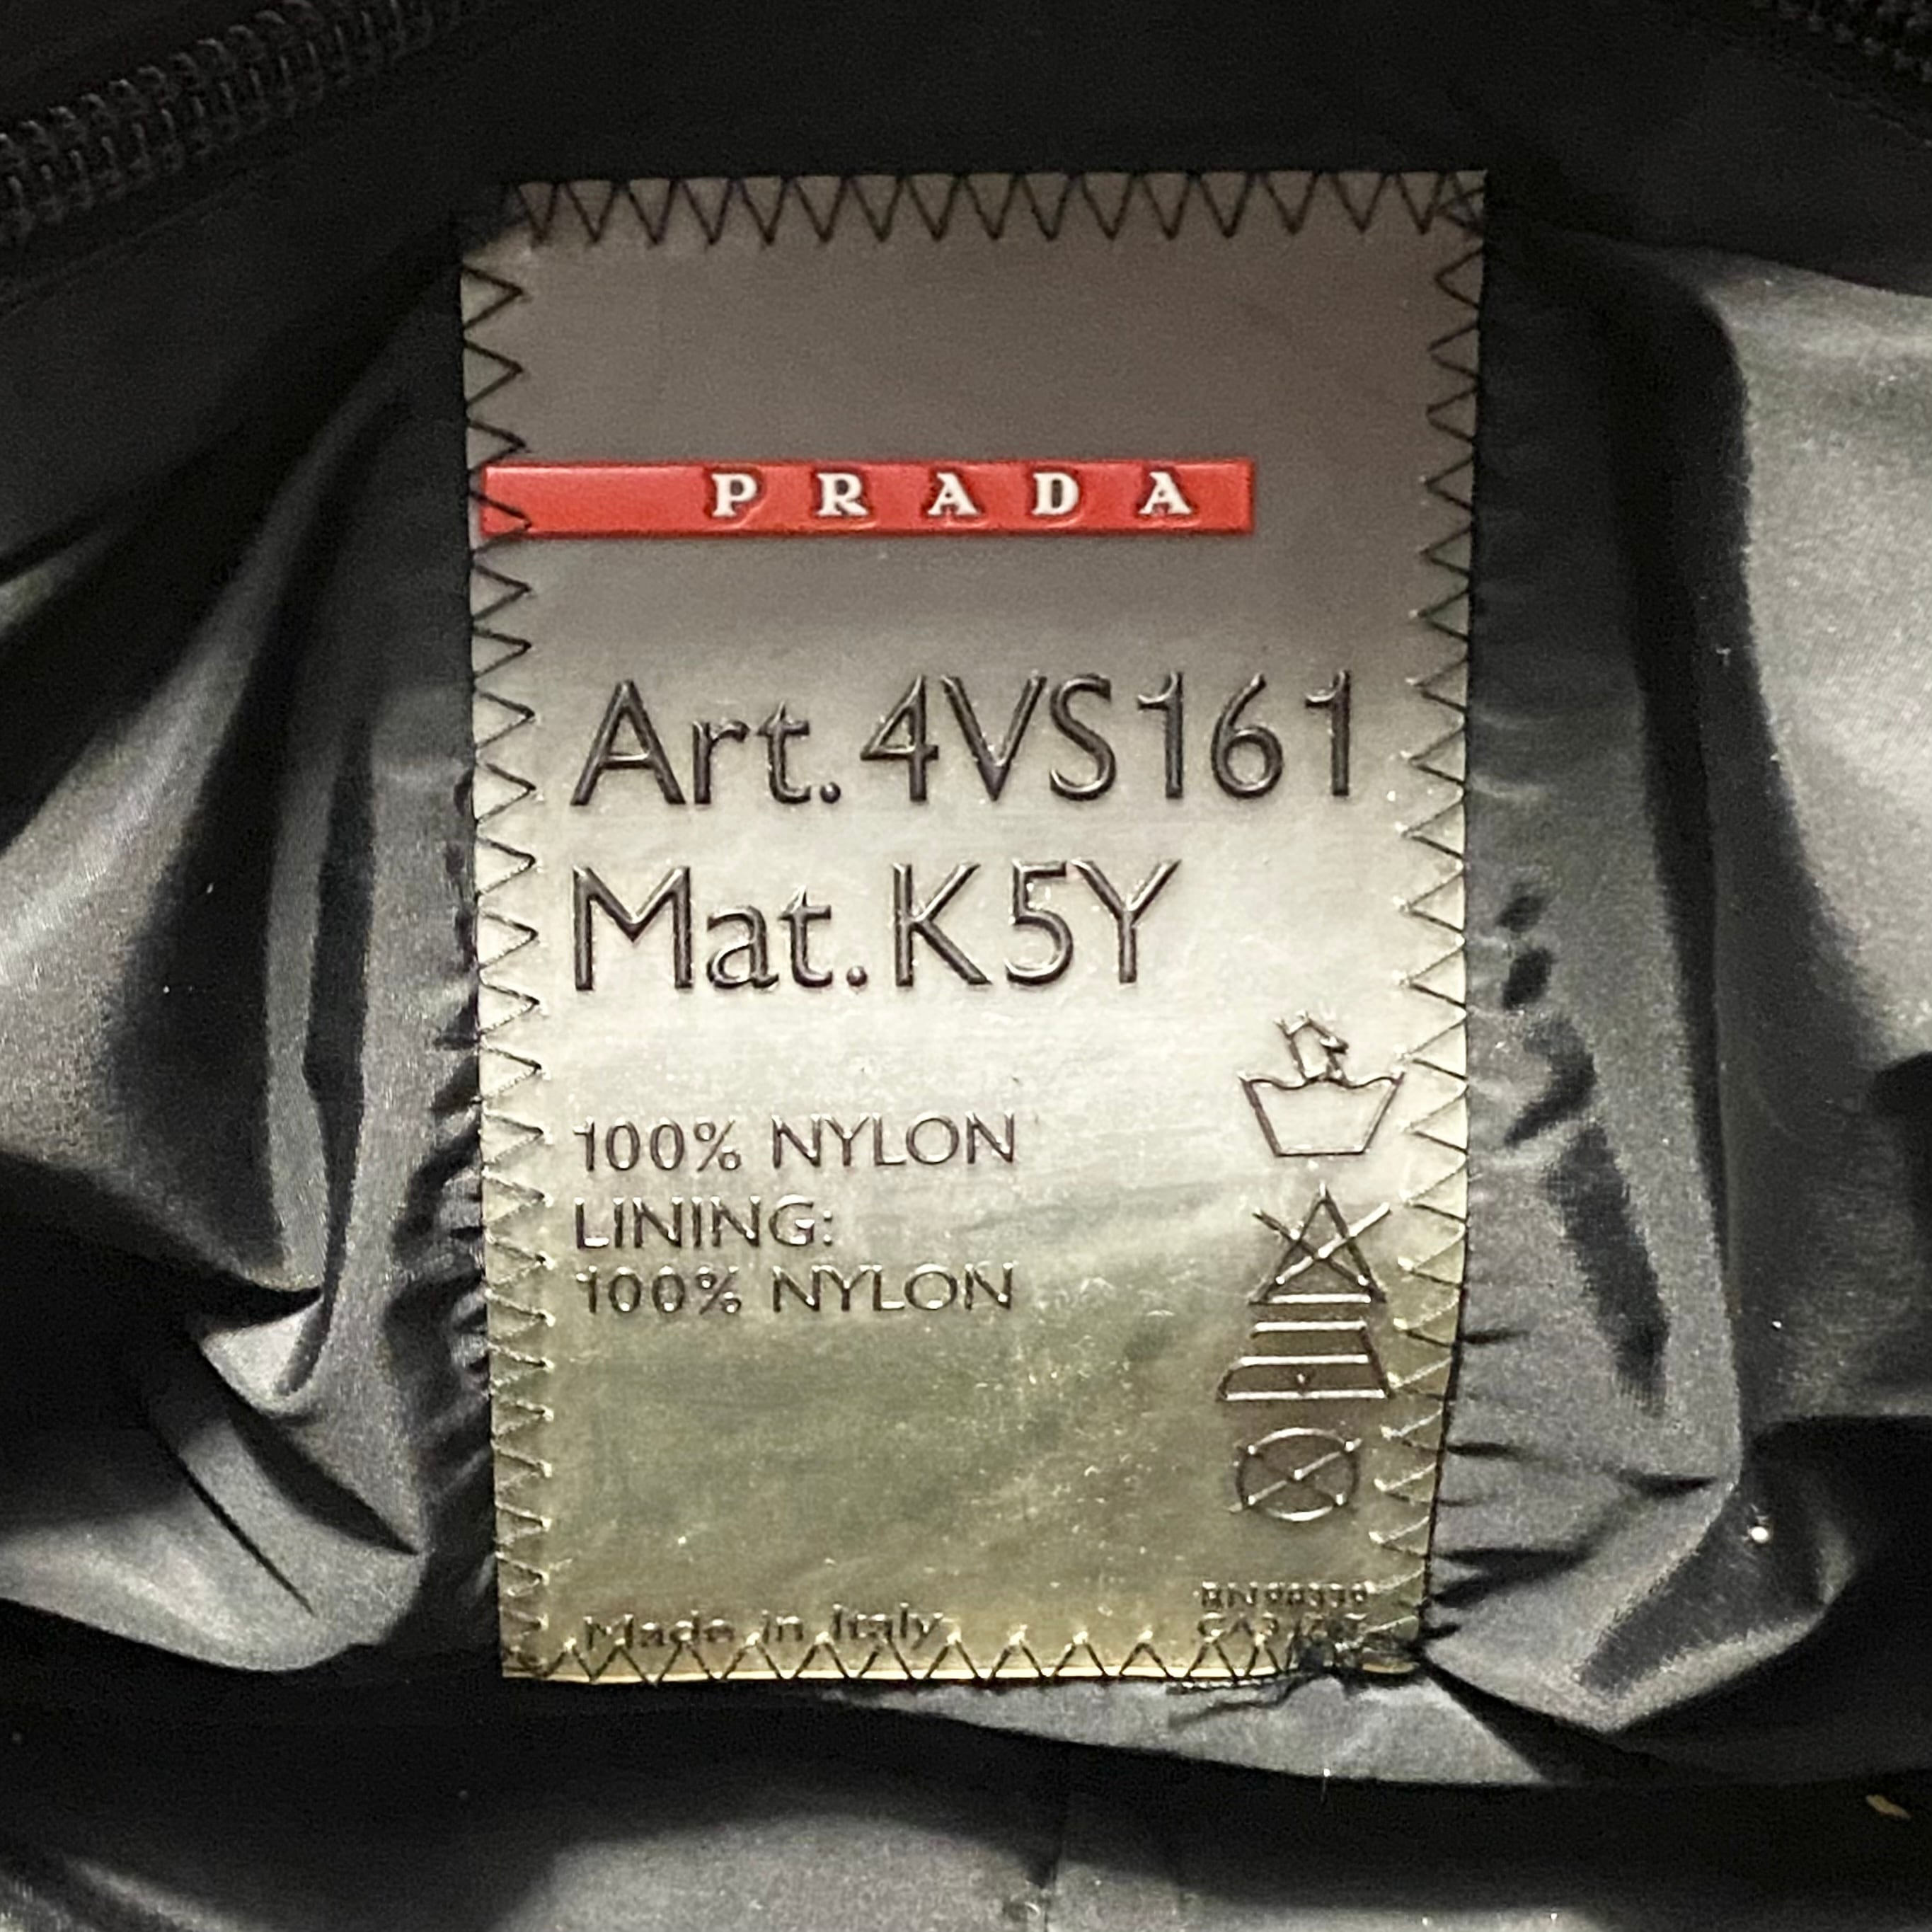 PRADA
Art. 4VS161
Mat. K5Y
100% NYLON
LINING:
100% NYLON
Made in Italy